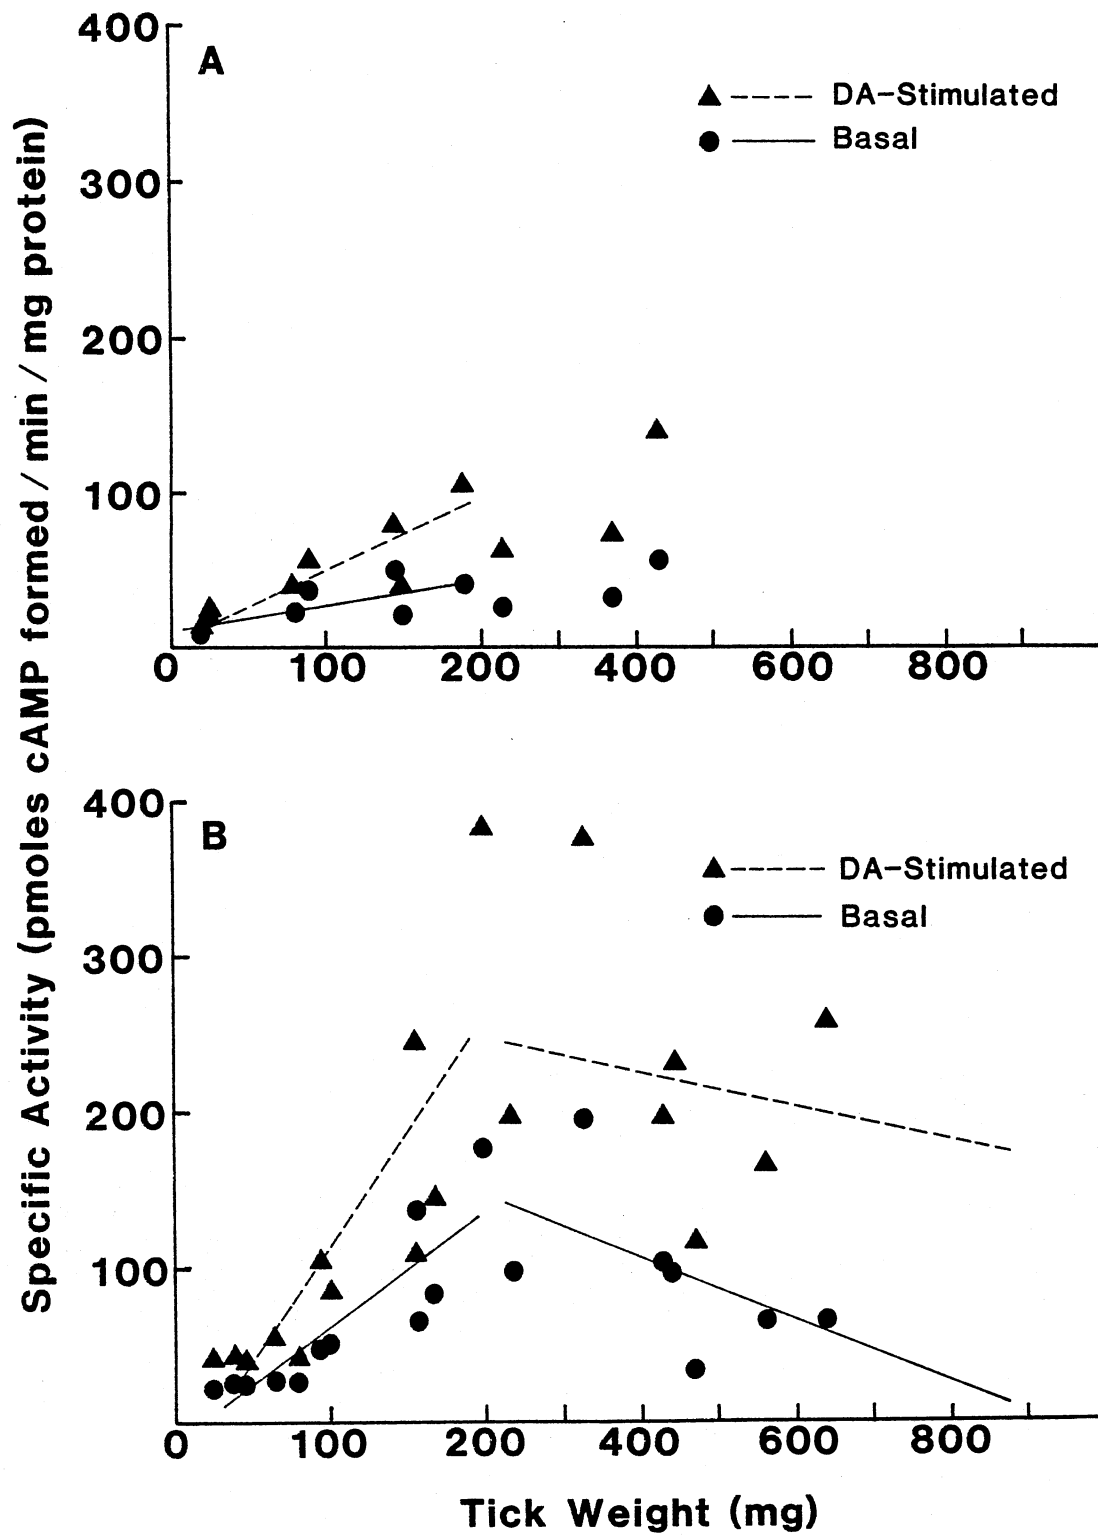 400
A
DA-Stimulated
Basal
300
200
100
0 100 200 400 600 800
Specific Activity (pmoles cAMP formed / min / mg protein)
400
B
DA-Stimulated
Basal
300
200
100
0 100 200 400 600 800
Tick Weight (mg)